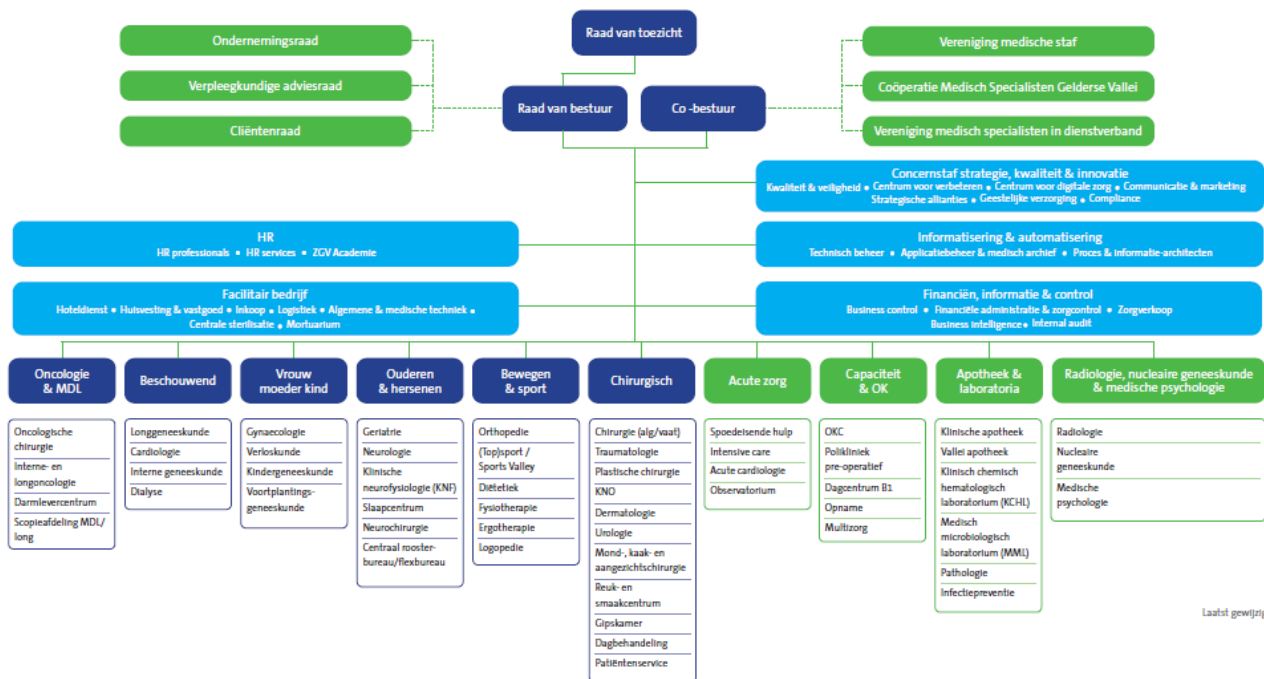 Raad van toezicht
Ondernemingsraad
Verpleegkundige adviesraad
Cliëntenraad
Raad van bestuur
Co -bestuur
Vereniging medische staf
Coöperatie Medisch Specialisten Gelderse Vallei
Vereniging medisch specialisten in dienstverband
Concernstaf strategie, kwaliteit & innovatie
Kwaliteit & veiligheid • Centrum voor verbeteren • Centrum voor digitale zorg • Communicatie & marketing
Strategische allianties • Geestelijke verzorging • Compliance
HR
HR professionals • HR services • ZGV Academie
Informatisering & automatisering
Technisch beheer • Applicatiebeheer & medisch archief • Proces & informatie-architecten
Facilitair bedrijf
Hoteldienst • Huisvesting & vastgoed • Inkoop • Logistiek • Algemene & medische techniek •
Centrale sterilisatie • Mortuarium
Financiën, informatie & control
Business control • Financiële administratie & zorgcontrol • Zorgverkoop
Business intelligence • Internal audit
Oncologie
& MDL
Oncologische
chirurgie
Interne- en
longoncologie
Darmlevercentrum
Scopieafdeling MDL/
long
Beschouwend
Longgeneeskunde
Cardiologie
Interne geneeskunde
Dialyse
Vrouw
moeder kind
Gynaecologie
Verloskunde
Kindergeneeskunde
Voortplantings-
geneeskunde
Ouderen
& hersenen
Geriatrie
Neurologie
Klinische
neurofysiologie (KNF)
Slaapcentrum
Neurochirurgie
Centraal rooster-
bureau/flexbureau
Bewegen
& sport
Orthopedie
(Top)sport /
Sports Valley
Diëtetiek
Fysiotherapie
Ergotherapie
Logopedie
Chirurgisch
Chirurgie (alg/vaat)
Traumatologie
Plastische chirurgie
KNO
Dermatologie
Urologie
Mond-, kaak- en
aangezichtschirurgie
Reuk- en
smaakcentrum
Gipskamer
Dagbehandeling
Patiëntenservice
Acute zorg
Spoedeisende hulp
Intensive care
Acute cardiologie
Observatorium
Capaciteit
& OK
OKC
Polikliniek
pre-operatief
Dagcentrum B1
Opname
Multizorg
Apotheek &
laboratoria
Klinische apotheek
Vallei apotheek
Klinisch chemisch
hematologisch
laboratorium (KCHL)
Medisch
microbiologisch
laboratorium (MML)
Pathologie
Infectiepreventie
Radiologie, nucleaire geneeskunde
& medische psychologie
Radiologie
Nucleaire
geneeskunde
Medische
psychologie
Laatst gewijzig